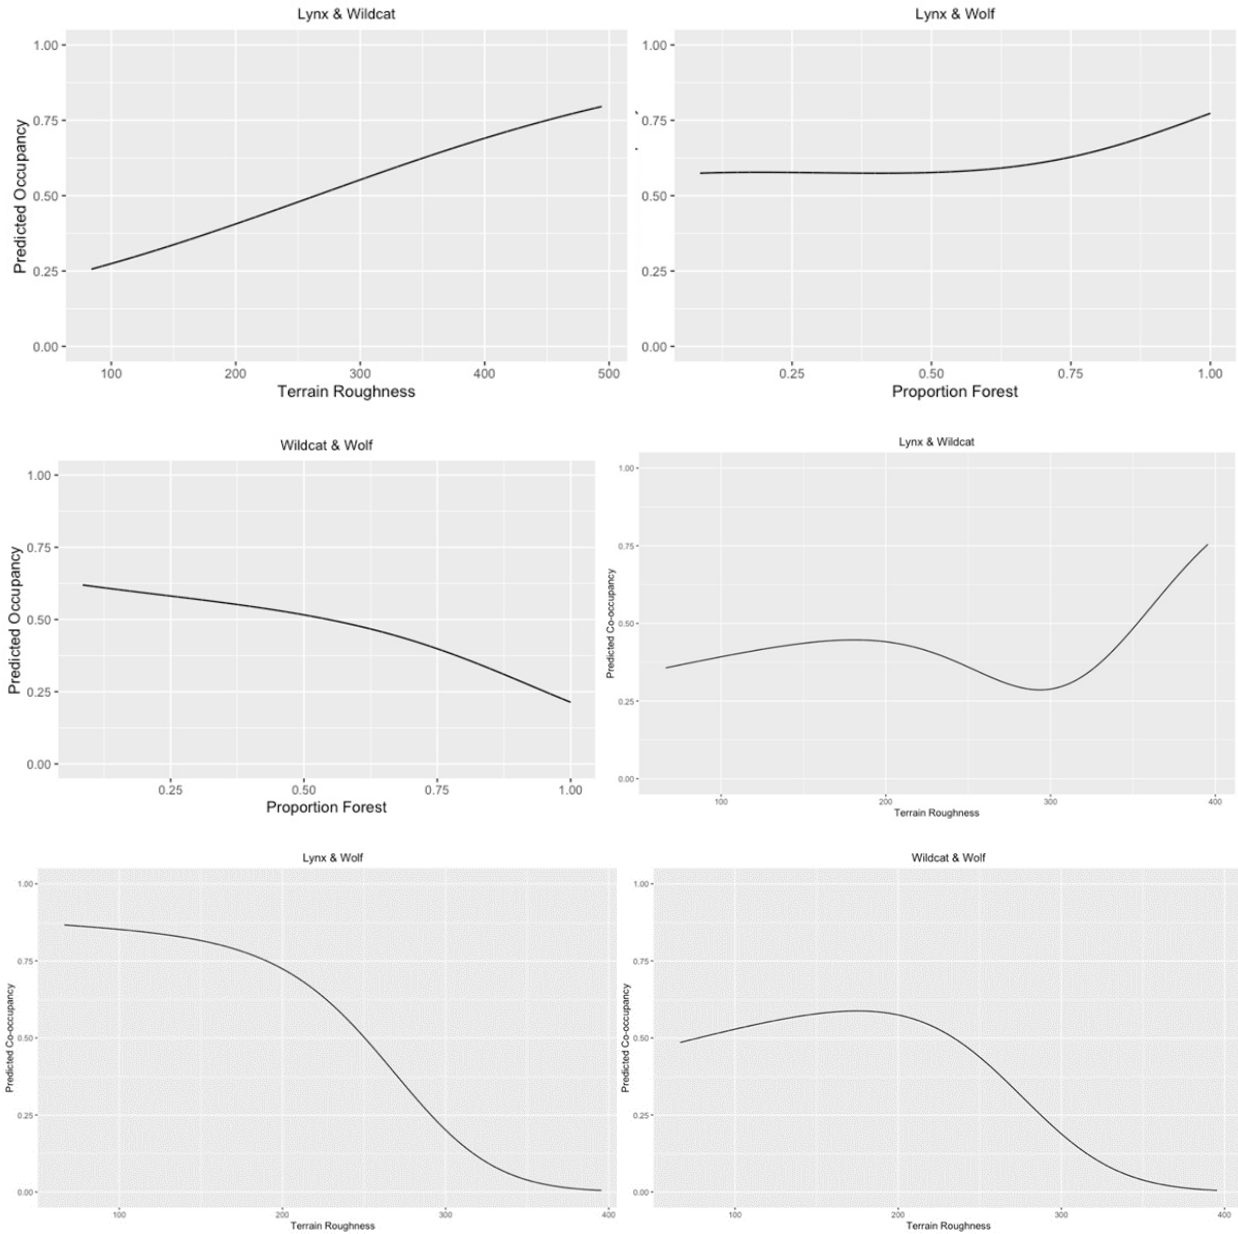 Lynx & Wildcat
Predicted Occupancy
1.00
0.75
0.50
0.25
0.00
100 200 300 400 500
Terrain Roughness
Lynx & Wolf
1.00
0.75
0.50
0.25
0.00
0.25 0.50 0.75 1.00
Proportion Forest
Wildcat & Wolf
Predicted Occupancy
1.00
0.75
0.50
0.25
0.00
0.25 0.50 0.75 1.00
Proportion Forest
Lynx & Wildcat
Predicted Co-occupancy
1.00
0.75
0.50
0.25
0.00
100 200 300 400
Terrain Roughness
Lynx & Wolf
Predicted Co-occupancy
1.00
0.75
0.50
0.25
0.00
100 200 300 400
Terrain Roughness
Wildcat & Wolf
Predicted Co-occupancy
1.00
0.75
0.50
0.25
0.00
100 200 300 400
Terrain Roughness